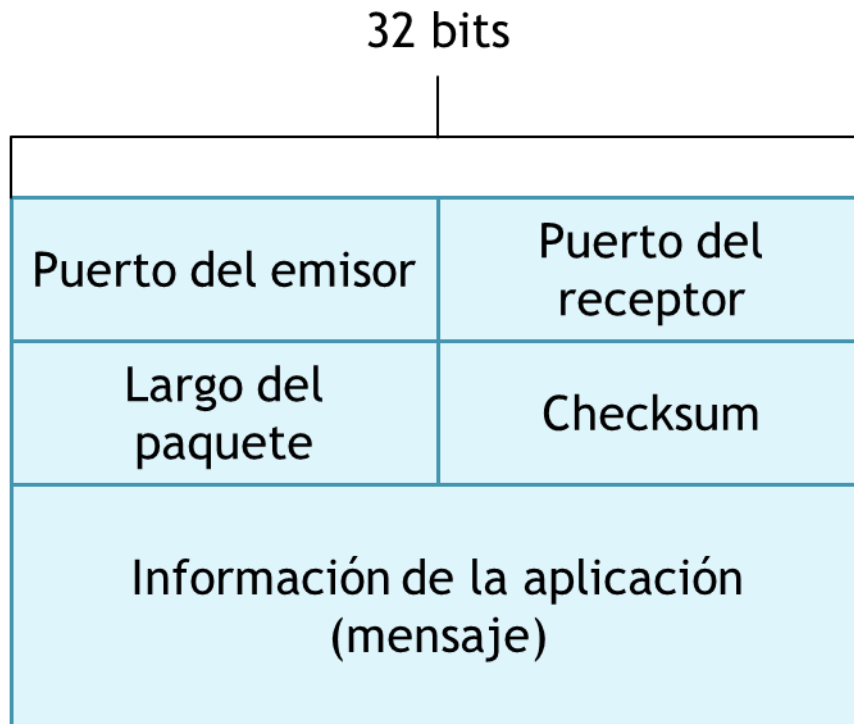 32 bits
Puerto del emisor
Puerto del
receptor
Largo del
paquete
Checksum
Información de la aplicación
(mensaje)